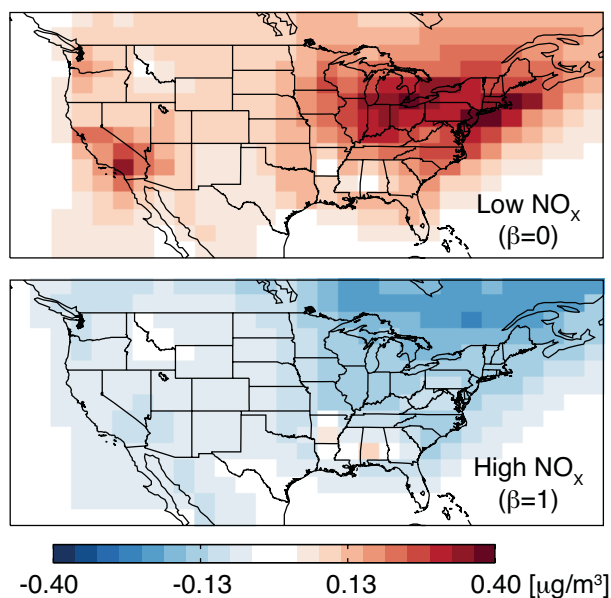 Low NOx
(β=0)
High NOx
(β=1)
-0.40 -0.13 0.13 0.40 [µg/m³]